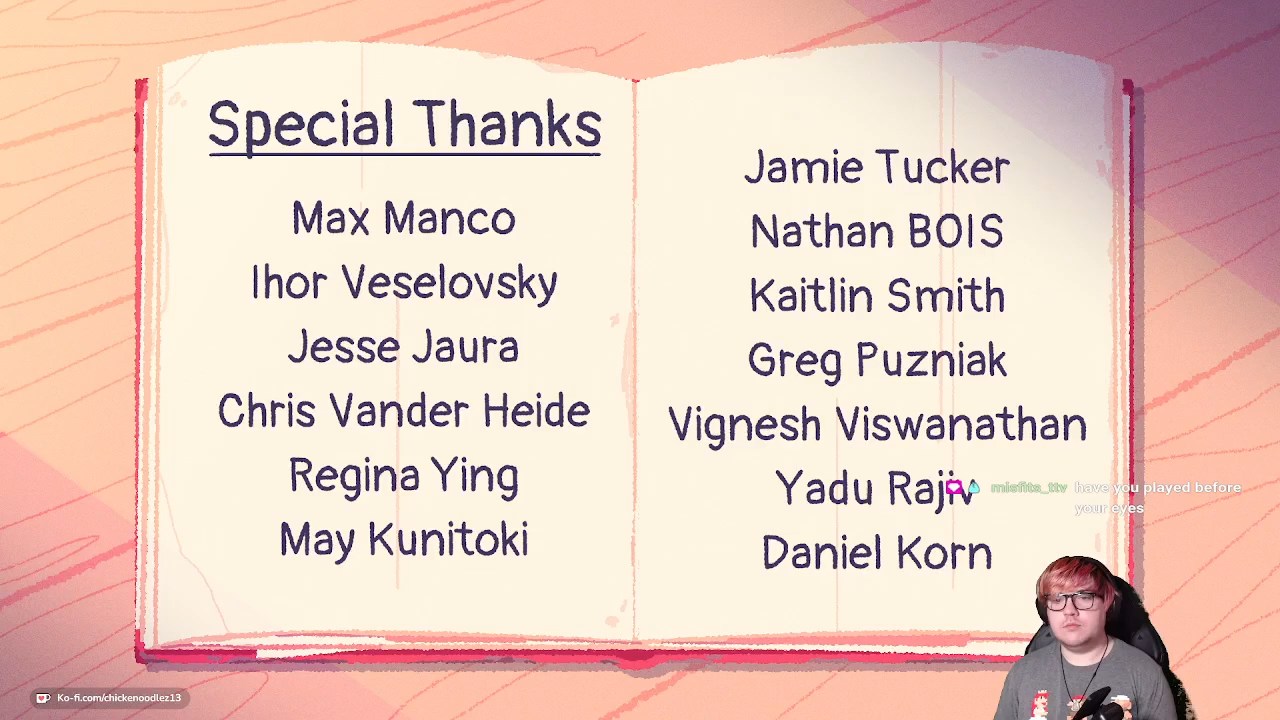 Special Thanks
Max Manco
Ihor Veselovsky
Jesse Jaura
Chris Vander Heide
Regina Ying
May Kunitoki
Jamie Tucker
Nathan BOIS
Kaitlin Smith
Greg Puzniak
Vignesh Viswanathan
Yadu Rajiv
Daniel Korn
misfits_ttv have you played before
your eyes
Ko-fi.com/chickenoodlez13